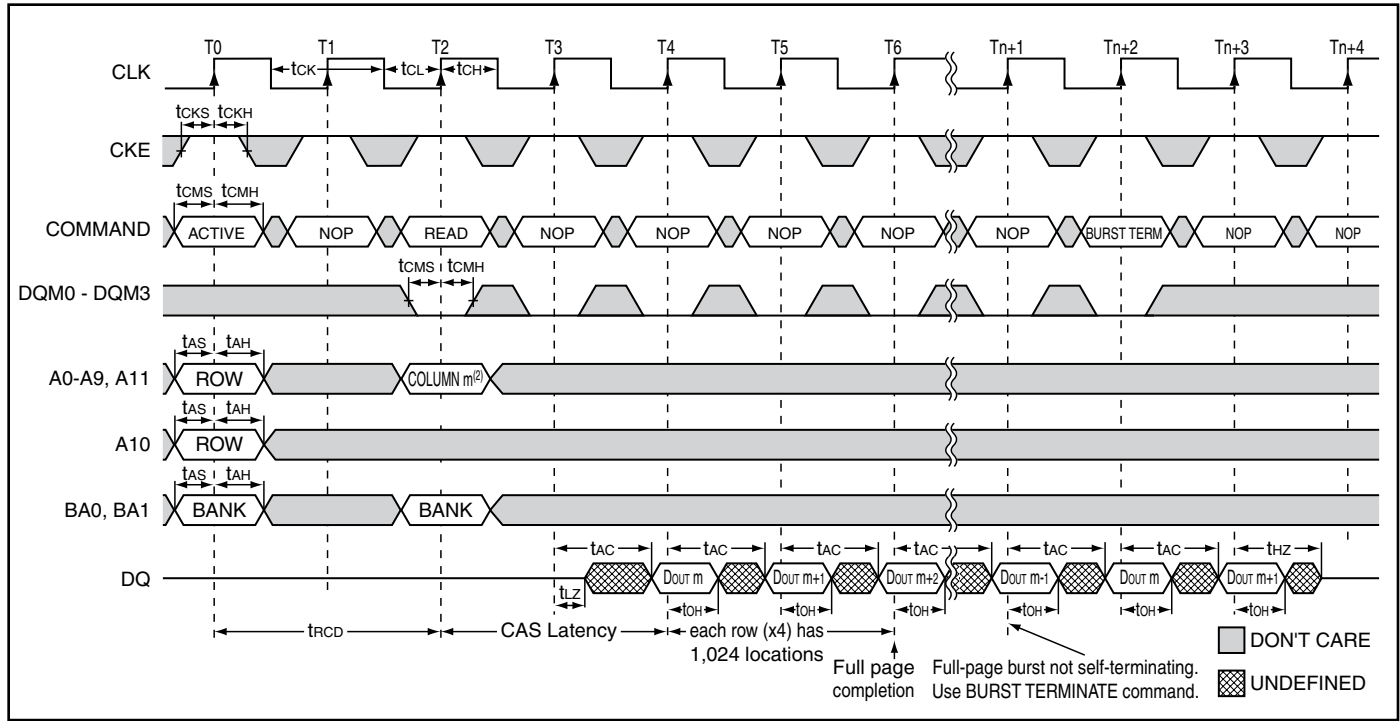 T0 T1 T2 T3 T4 T5 T6 Tn+1 Tn+2 Tn+3 Tn+4
CLK tCK tCL tCH
tCKS tCKH
CKE
tCMS tCMH
COMMAND ACTIVE NOP READ NOP NOP NOP NOP NOP BURST TERM NOP NOP
tCMS tCMH
DQM0 - DQM3
tAS tAH
A0-A9, A11 ROW COLUMN m(2)
tAS tAH
A10 ROW
tAS tAH
BA0, BA1 BANK BANK
tAC tAC tAC tAC tAC tAC tHZ
DQ DOUT m DOUT m+1 DOUT m+2 DOUT m-1 DOUT m DOUT m+1
tLZ tOH tOH tOH tOH tOH tOH
tRCD CAS Latency each row (x4) has
1,024 locations
Full page
completion
Full-page burst not self-terminating.
Use BURST TERMINATE command.
DON'T CARE
UNDEFINED